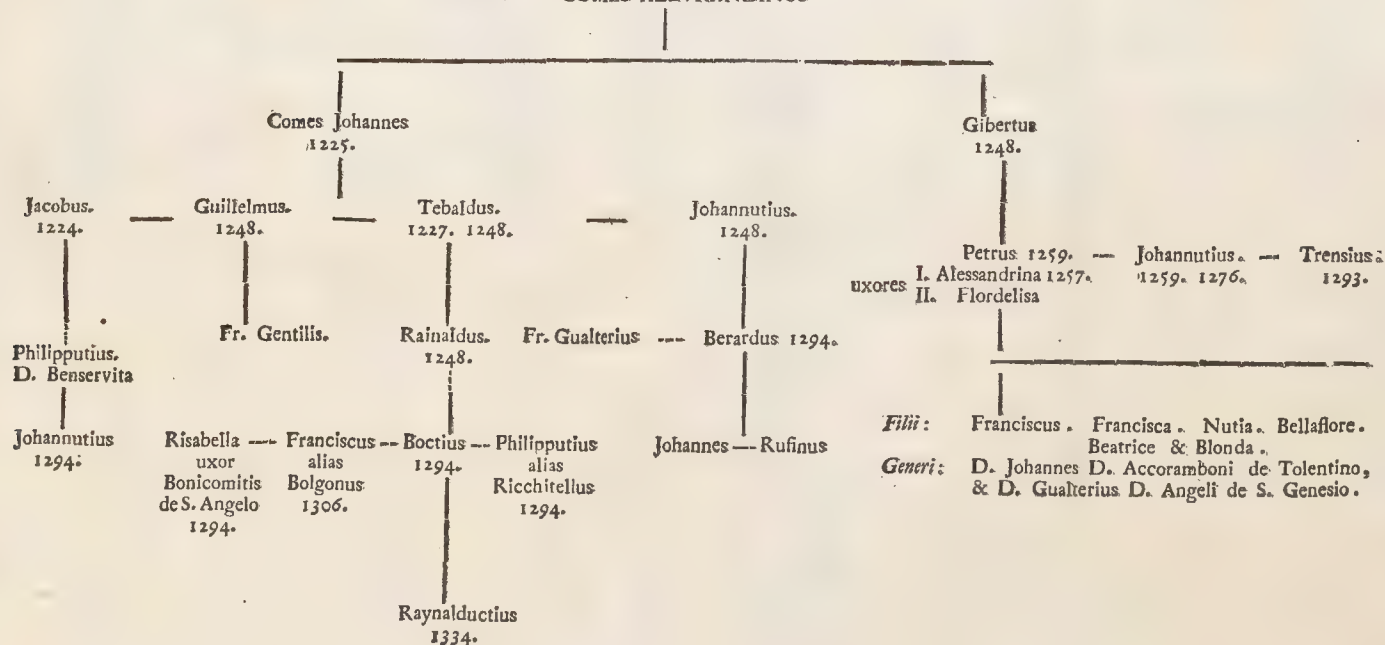 Comes Johannes
1225.
Gibertus
1248.
Jacobus. — Guillelmus. — Tebaldus. — Johannutius.
1224. 1248. 1227. 1248. 1248.
Petrus 1259. -- Johannutius. -- Trensius.
uxores I. Alessandrina 1257. 1259. 1276. 1293.
II. Flordelisa
Fr. Gentilis. Rainaldus. Fr. Gualterius --- Berardus 1294.
1248.
Philipputius.
D. Benservita
Johannutius Risabella --- Franciscus -- Boctius -- Philipputius Johannes -- Rufinus
1294. uxor alias 1294. alias
Bonicomitis Bolgonus Ricchitellus
de S. Angelo 1306. 1294.
1294.
Filii: Franciscus. Francisca. Nutia. Bellaflore.
Beatrice & Blonda.
Generi: D. Johannes D. Accoramboni de Tolentino,
& D. Gualterius D. Angeli de S. Genesio.
Raynalductius
1334.